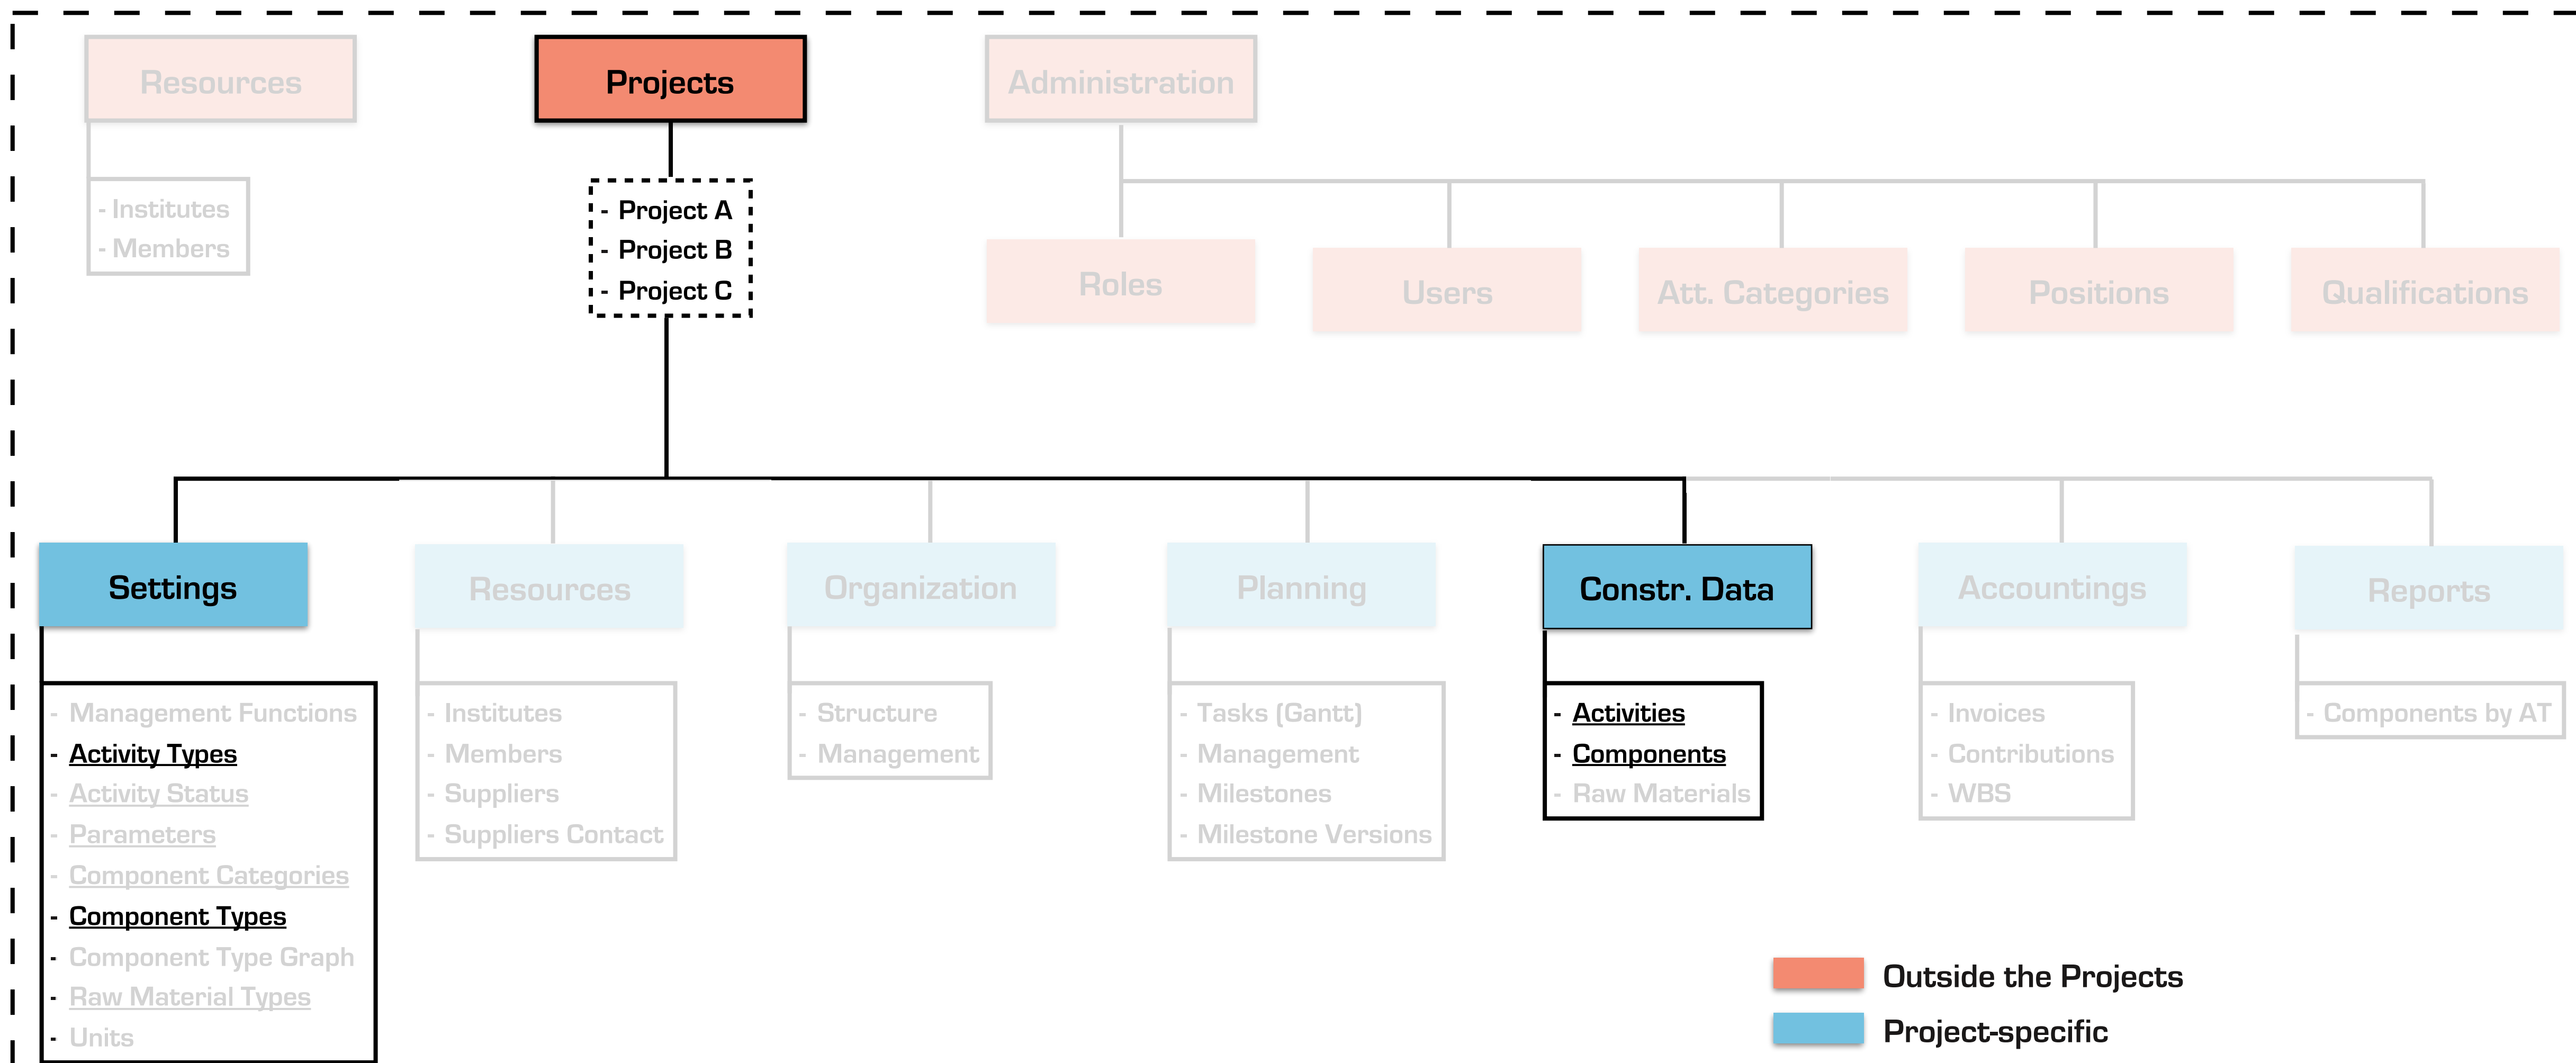 Resources
Projects
Administration
- Institutes
- Members
- Project A
- Project B
- Project C
Roles
Users
Att. Categories
Positions
Qualifications
Settings
Resources
Organization
Planning
Constr. Data
Accountings
Reports
- Management Functions
- Activity Types
- Activity Status
- Parameters
- Component Categories
- Component Types
- Component Type Graph
- Raw Material Types
- Units
- Institutes
- Members
- Suppliers
- Suppliers Contact
- Structure
- Management
- Tasks (Gantt)
- Management
- Milestones
- Milestone Versions
- Activities
- Components
- Raw Materials
- Invoices
- Contributions
- WBS
- Components by AT
Outside the Projects
Project-specific